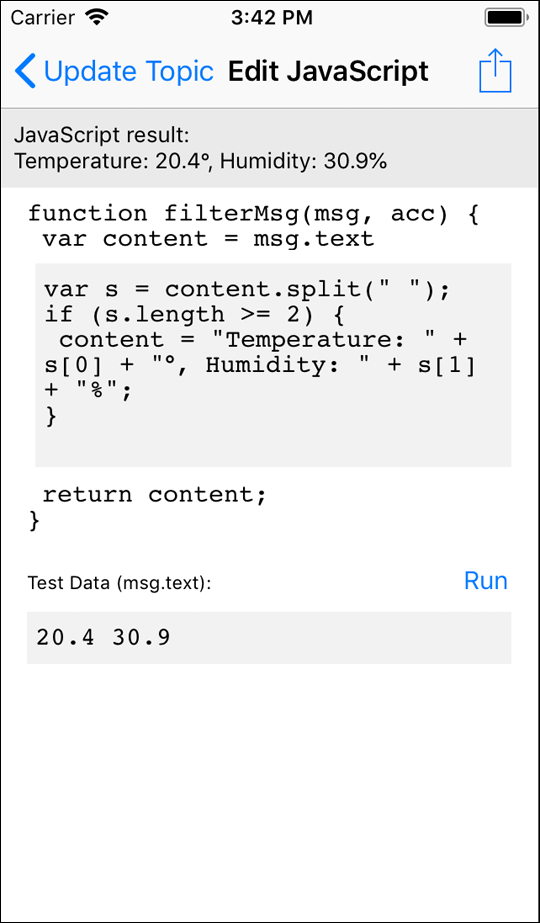 Carrier 3:42 PM
Update Topic Edit JavaScript
JavaScript result:
Temperature: 20.4°, Humidity: 30.9%
function filterMsg(msg, acc) {
 var content = msg.text
var s = content.split(" ");
if (s.length >= 2) {
 content = "Temperature: " +
s[0] + "°, Humidity: " + s[1]
+ "%";
}
 return content;
}
Test Data (msg.text): Run
20.4 30.9